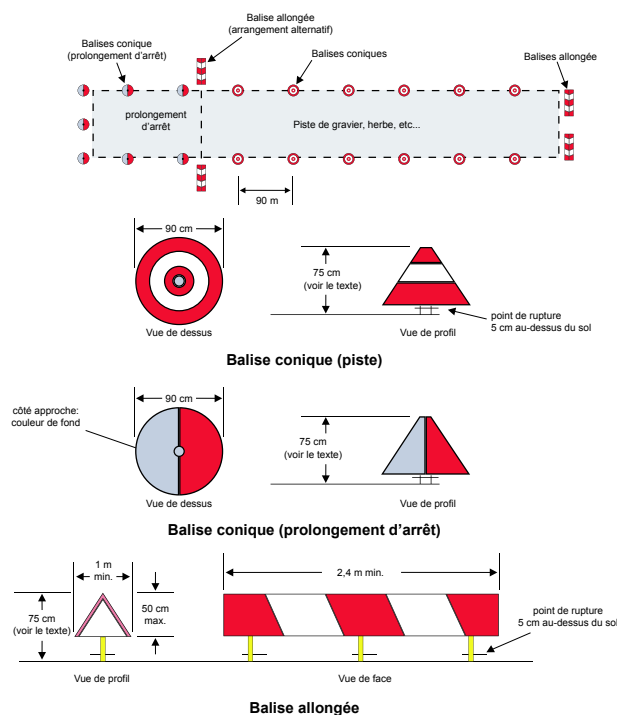 Balise allongée
(arrangement alternatif)
Balises conique
(prolongement d'arrêt)
Balises coniques
Balises allongée
prolongement
d'arrêt
Piste de gravier, herbe, etc...
90 m
90 cm
75 cm
(voir le texte)
point de rupture
5 cm au-dessus du sol
Vue de dessus
Vue de profil
Balise conique (piste)
90 cm
côté approche:
couleur de fond
75 cm
(voir le texte)
Vue de dessus
Vue de profil
Balise conique (prolongement d'arrêt)
1 m
min.
2,4 m min.
75 cm
(voir le texte)
50 cm
max.
point de rupture
5 cm au-dessus du sol
Vue de profil
Vue de face
Balise allongée